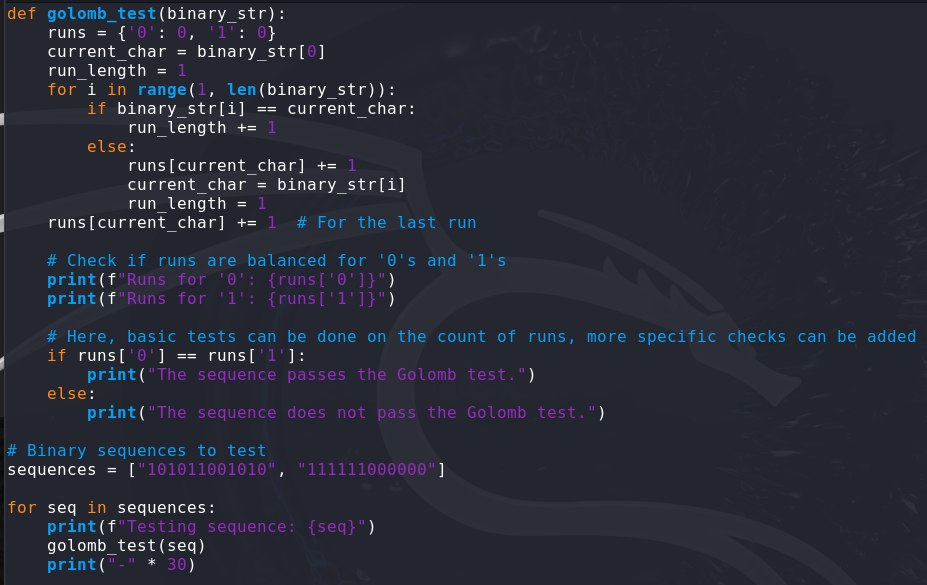 def golomb_test(binary_str):
    runs = {'0': 0, '1': 0}
    current_char = binary_str[0]
    run_length = 1
    for i in range(1, len(binary_str)):
        if binary_str[i] == current_char:
            run_length += 1
        else:
            runs[current_char] += 1
            current_char = binary_str[i]
            run_length = 1
    runs[current_char] += 1  # For the last run

    # Check if runs are balanced for '0's and '1's
    print(f"Runs for '0': {runs['0']}")
    print(f"Runs for '1': {runs['1']}")

    # Here, basic tests can be done on the count of runs, more specific checks can be added
    if runs['0'] == runs['1']:
        print("The sequence passes the Golomb test.")
    else:
        print("The sequence does not pass the Golomb test.")

# Binary sequences to test
sequences = ["101011001010", "111111000000"]

for seq in sequences:
    print(f"Testing sequence: {seq}")
    golomb_test(seq)
    print("-" * 30)